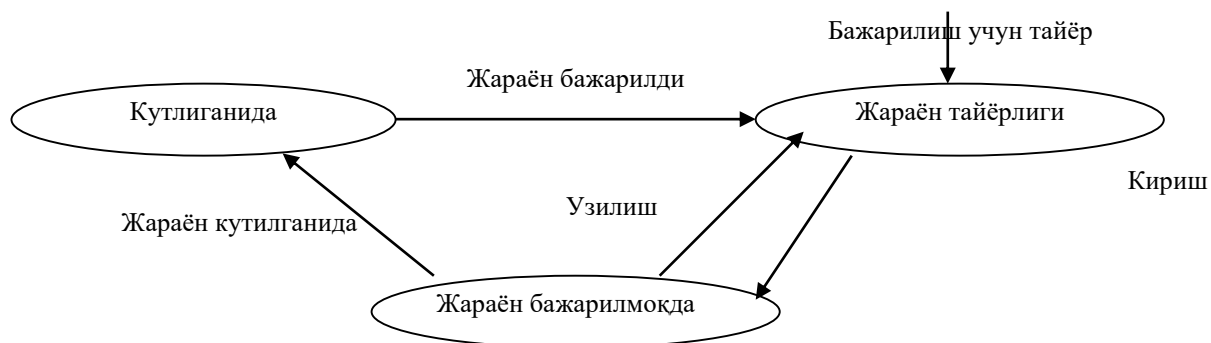 Бажарилиш учун тайёр
Жараён бажарилди
Кутлиганида
Жараён тайёрлиги
Кириш
Узилиш
Жараён кутилганида
Жараён бажарилмоқда